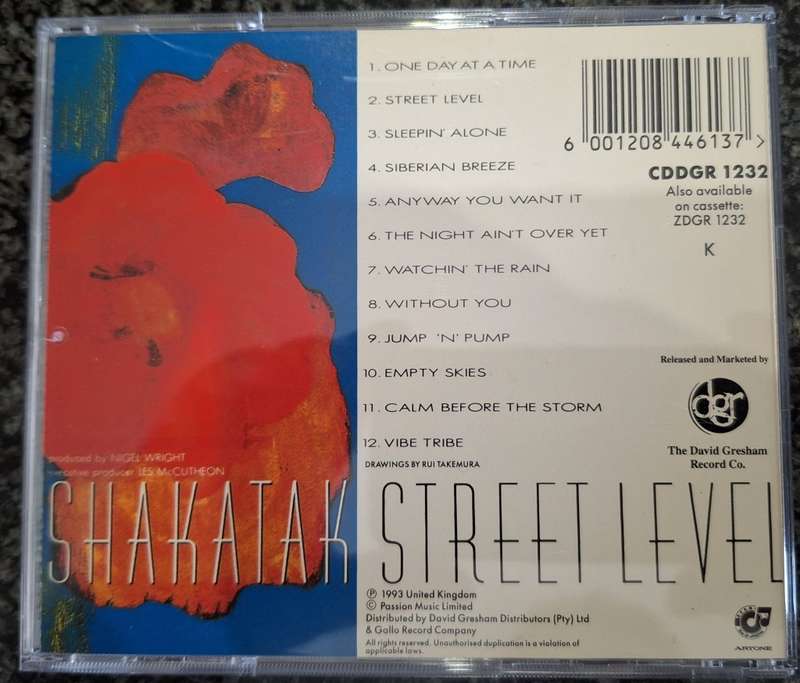 1. ONE DAY AT A TIME
2. STREET LEVEL
3. SLEEPIN' ALONE
4. SIBERIAN BREEZE
5. ANYWAY YOU WANT IT
6. THE NIGHT AIN'T OVER YET
7. WATCHIN' THE RAIN
8. WITHOUT YOU
9. JUMP 'N' PUMP
10. EMPTY SKIES
11. CALM BEFORE THE STORM
12. VIBE TRIBE
DRAWINGS BY RUI TAKEMURA
6 001208 446137 >
CDDGR 1232
Also available
on cassette:
ZDGR 1232
K
Released and Marketed by
dgr
The David Gresham
Record Co.
produced by NIGEL WRIGHT
executive producer LES McCUTHEON
SHAKATAK STREET LEVEL
℗ 1993 United Kingdom
© Passion Music Limited
Distributed by David Gresham Distributors (Pty) Ltd
& Gallo Record Company
All rights reserved. Unauthorised duplication is a violation of
applicable laws.
ARTONE